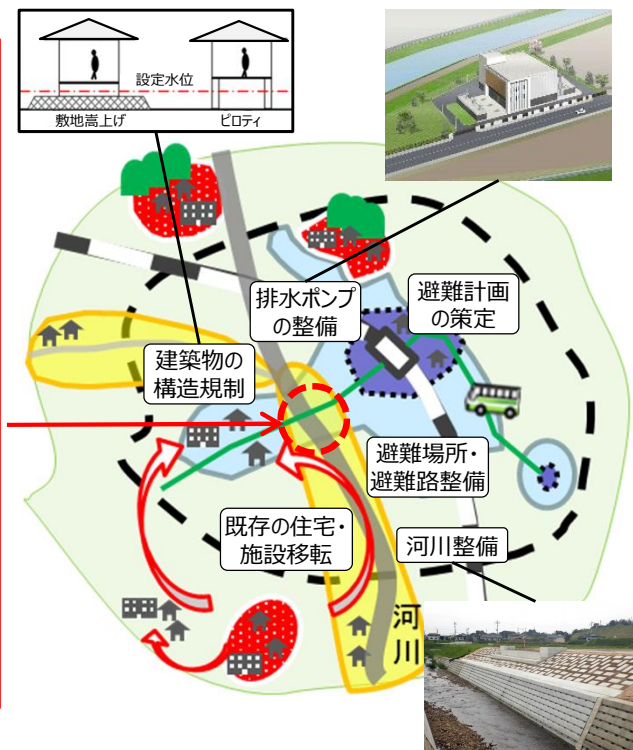 設定水位
敷地嵩上げ
ピロティ
排水ポンプ
の整備
避難計画
の策定
建築物の
構造規制
避難場所・
避難路整備
既存の住宅・
施設移転
河川整備
河
川